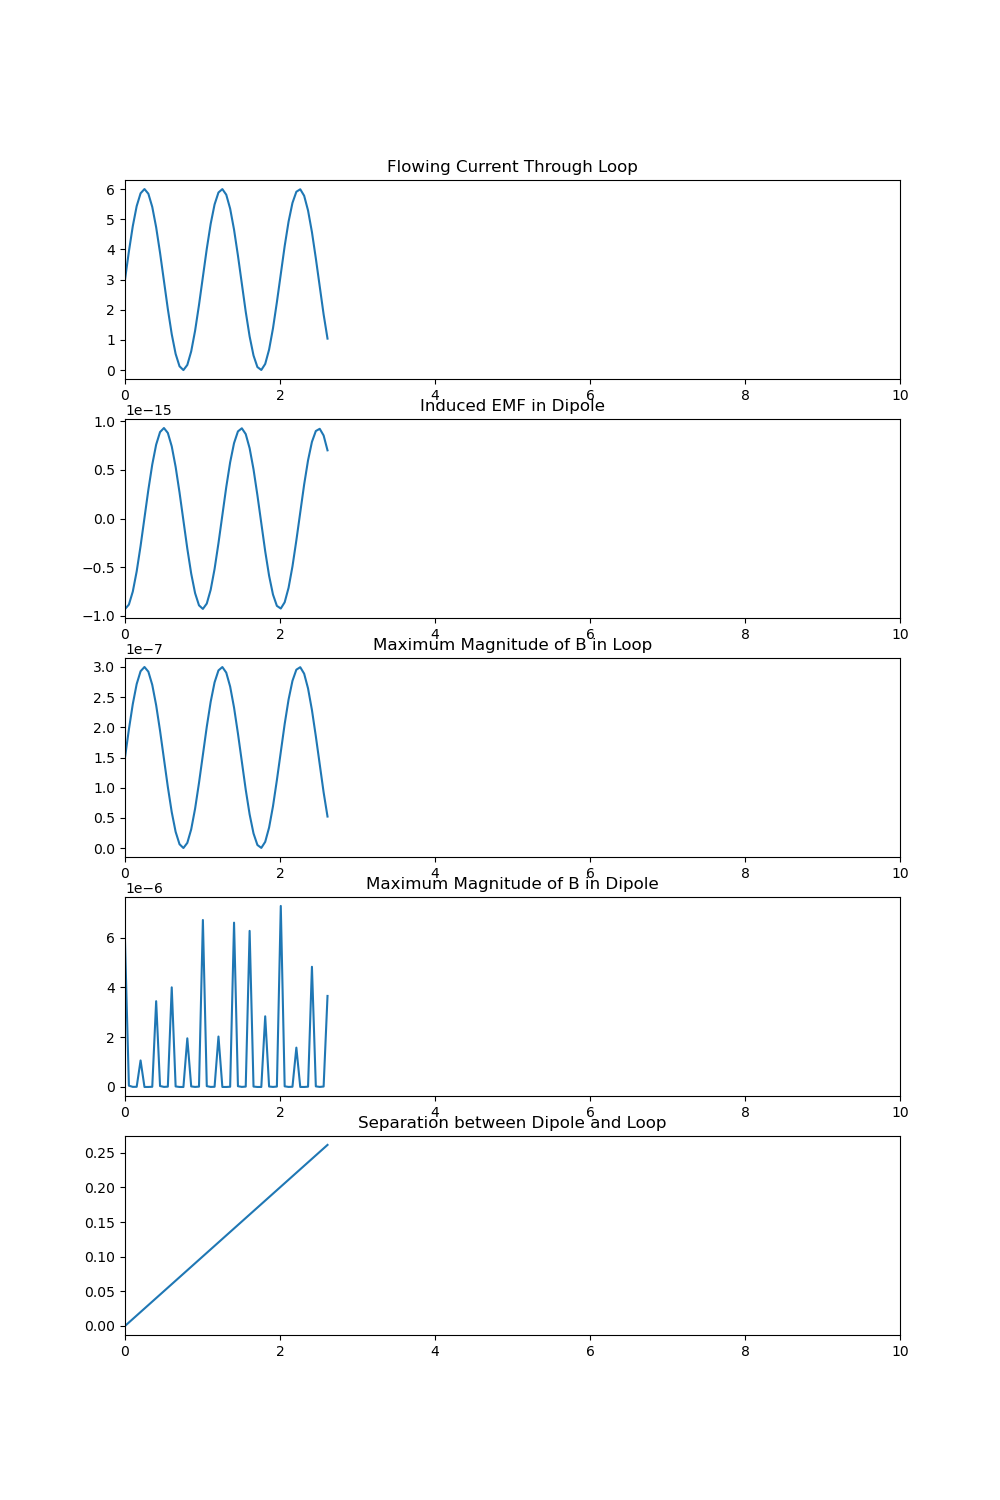 Flowing Current Through Loop
6
5
4
3
2
1
0
0 2 4 6 8 10
1e−15
Induced EMF in Dipole
1.0
0.5
0.0
−0.5
−1.0
0 2 4 6 8 10
1e−7
Maximum Magnitude of B in Loop
3.0
2.5
2.0
1.5
1.0
0.5
0.0
0 2 4 6 8 10
1e−6
Maximum Magnitude of B in Dipole
6
4
2
0
0 2 4 6 8 10
Separation between Dipole and Loop
0.25
0.20
0.15
0.10
0.05
0.00
0 2 4 6 8 10